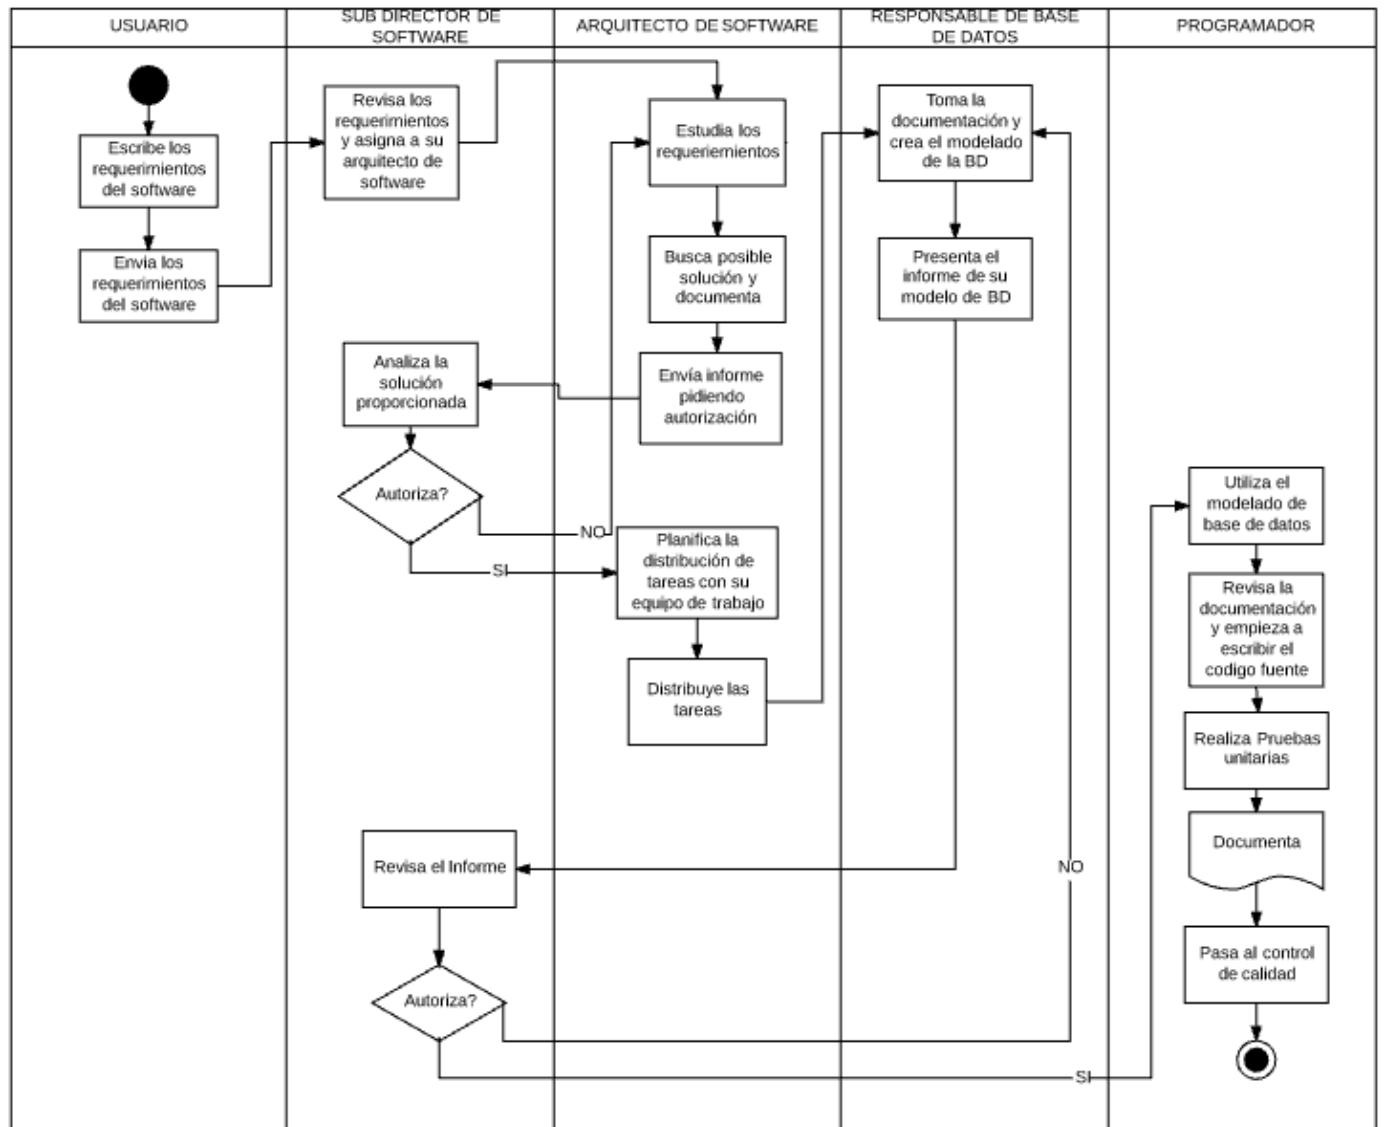 USUARIO
SUB DIRECTOR DE
SOFTWARE
ARQUITECTO DE SOFTWARE
RESPONSABLE DE BASE
DE DATOS
PROGRAMADOR
Escribe los
requerimientos
del software
Envia los
requerimientos
del software
Revisa los
requerimientos
y asigna a su
arquitecto de
software
Estudia los
requeriemientos
Busca posible
solución y
documenta
Envía informe
pidiendo
autorización
Analiza la
solución
proporcionada
Autoriza?
NO
SI
Planifica la
distribución de
tareas con su
equipo de trabajo
Distribuye las
tareas
Toma la
documentación y
crea el modelado
de la BD
Presenta el
informe de su
modelo de BD
Revisa el Informe
Autoriza?
NO
SI
Utiliza el
modelado de
base de datos
Revisa la
documentación
y empieza a
escribir el
codigo fuente
Realiza Pruebas
unitarias
Documenta
Pasa al control
de calidad